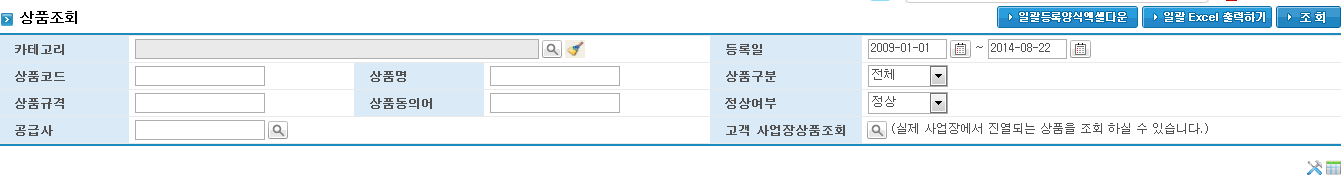 상품조회 일괄등록양식엑셀다운 일괄 Excel 출력하기 조 회
카테고리 등록일 2009-01-01 ~ 2014-08-22
상품코드 상품명 상품구분 전체
상품규격 상품동의어 정상여부 정상
공급사 고객 사업장상품조회 (실제 사업장에서 진열되는 상품을 조회 하실 수 있습니다.)